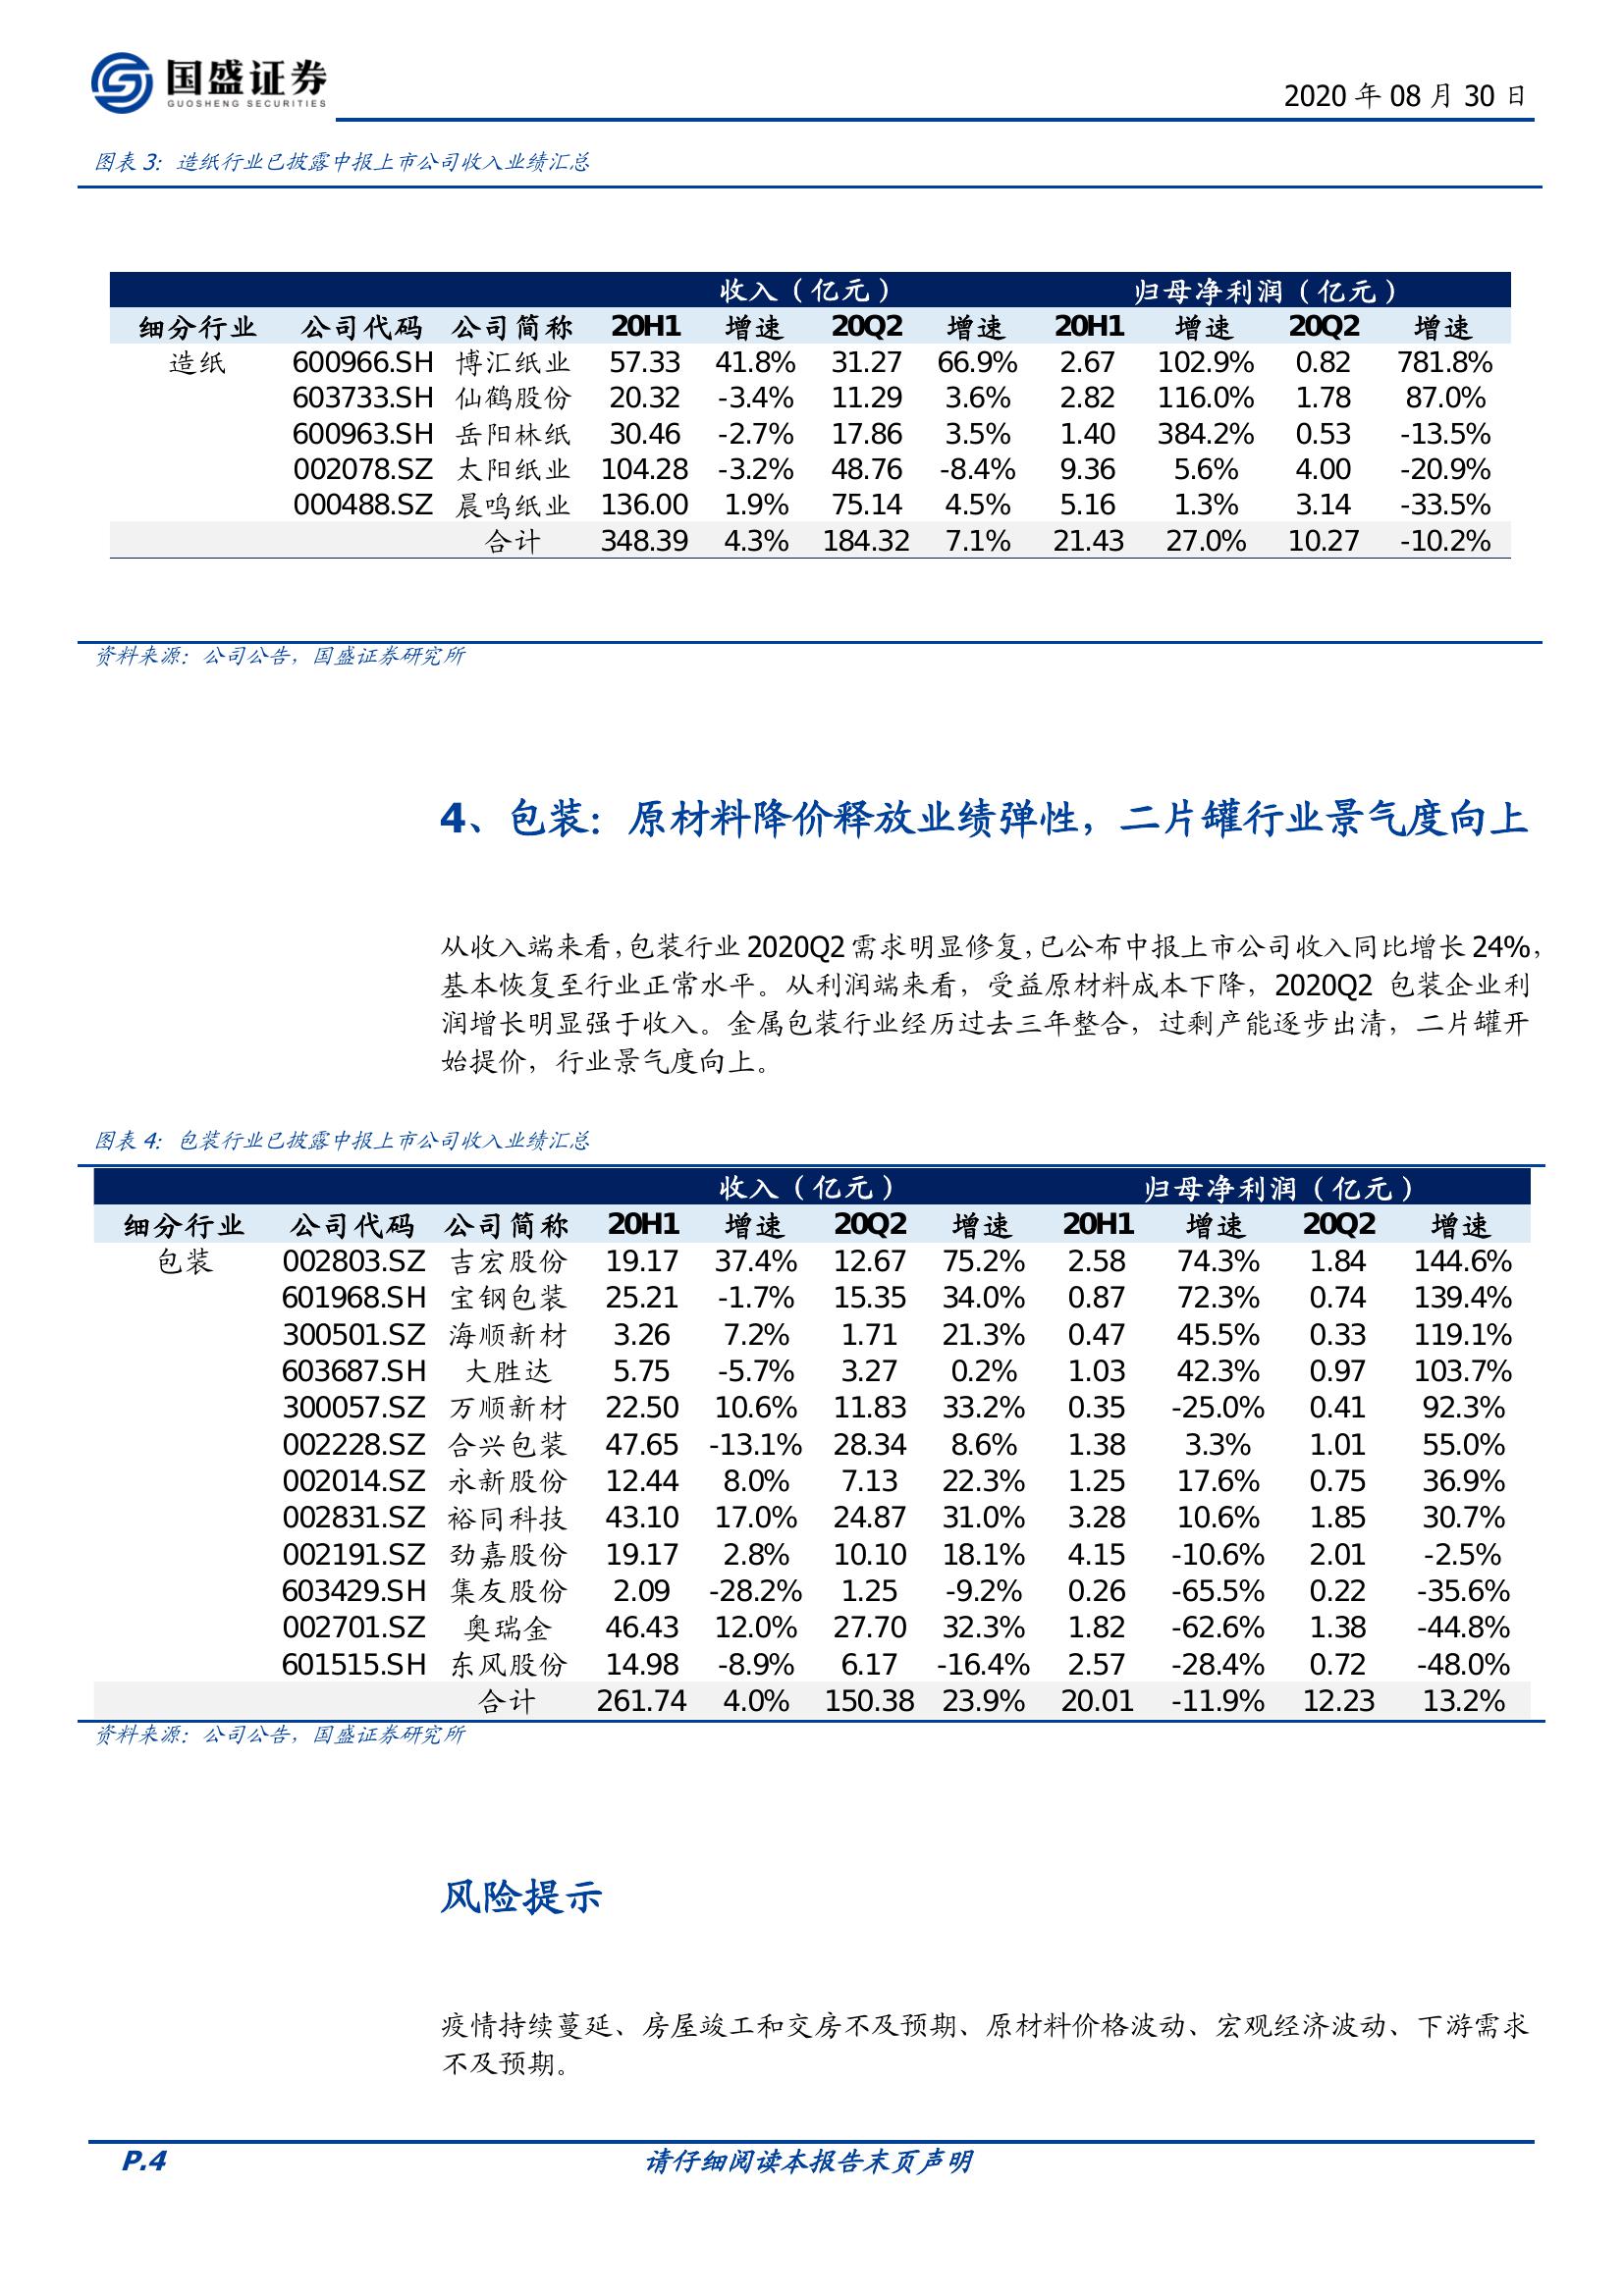 国盛证券
GUOSHENG SECURITIES
2020 年 08 月 30 日
图表 3：造纸行业已披露中报上市公司收入业绩汇总
收入（亿元） 归母净利润（亿元）
细分行业 公司代码 公司简称 20H1 增速 20Q2 增速 20H1 增速 20Q2 增速
造纸 600966.SH 博汇纸业 57.33 41.8% 31.27 66.9% 2.67 102.9% 0.82 781.8%
603733.SH 仙鹤股份 20.32 -3.4% 11.29 3.6% 2.82 116.0% 1.78 87.0%
600963.SH 岳阳林纸 30.46 -2.7% 17.86 3.5% 1.40 384.2% 0.53 -13.5%
002078.SZ 太阳纸业 104.28 -3.2% 48.76 -8.4% 9.36 5.6% 4.00 -20.9%
000488.SZ 晨鸣纸业 136.00 1.9% 75.14 4.5% 5.16 1.3% 3.14 -33.5%
合计 348.39 4.3% 184.32 7.1% 21.43 27.0% 10.27 -10.2%
资料来源：公司公告，国盛证券研究所
4、包装：原材料降价释放业绩弹性，二片罐行业景气度向上
从收入端来看，包装行业 2020Q2 需求明显修复，已公布中报上市公司收入同比增长 24%，
基本恢复至行业正常水平。从利润端来看，受益原材料成本下降，2020Q2 包装企业利
润增长明显强于收入。金属包装行业经历过去三年整合，过剩产能逐步出清，二片罐开
始提价，行业景气度向上。
图表 4：包装行业已披露中报上市公司收入业绩汇总
收入（亿元） 归母净利润（亿元）
细分行业 公司代码 公司简称 20H1 增速 20Q2 增速 20H1 增速 20Q2 增速
包装 002803.SZ 吉宏股份 19.17 37.4% 12.67 75.2% 2.58 74.3% 1.84 144.6%
601968.SH 宝钢包装 25.21 -1.7% 15.35 34.0% 0.87 72.3% 0.74 139.4%
300501.SZ 海顺新材 3.26 7.2% 1.71 21.3% 0.47 45.5% 0.33 119.1%
603687.SH 大胜达 5.75 -5.7% 3.27 0.2% 1.03 42.3% 0.97 103.7%
300057.SZ 万顺新材 22.50 10.6% 11.83 33.2% 0.35 -25.0% 0.41 92.3%
002228.SZ 合兴包装 47.65 -13.1% 28.34 8.6% 1.38 3.3% 1.01 55.0%
002014.SZ 永新股份 12.44 8.0% 7.13 22.3% 1.25 17.6% 0.75 36.9%
002831.SZ 裕同科技 43.10 17.0% 24.87 31.0% 3.28 10.6% 1.85 30.7%
002191.SZ 劲嘉股份 19.17 2.8% 10.10 18.1% 4.15 -10.6% 2.01 -2.5%
603429.SH 集友股份 2.09 -28.2% 1.25 -9.2% 0.26 -65.5% 0.22 -35.6%
002701.SZ 奥瑞金 46.43 12.0% 27.70 32.3% 1.82 -62.6% 1.38 -44.8%
601515.SH 东风股份 14.98 -8.9% 6.17 -16.4% 2.57 -28.4% 0.72 -48.0%
合计 261.74 4.0% 150.38 23.9% 20.01 -11.9% 12.23 13.2%
资料来源：公司公告，国盛证券研究所
风险提示
疫情持续蔓延、房屋竣工和交房不及预期、原材料价格波动、宏观经济波动、下游需求
不及预期。
P.4 请仔细阅读本报告末页声明